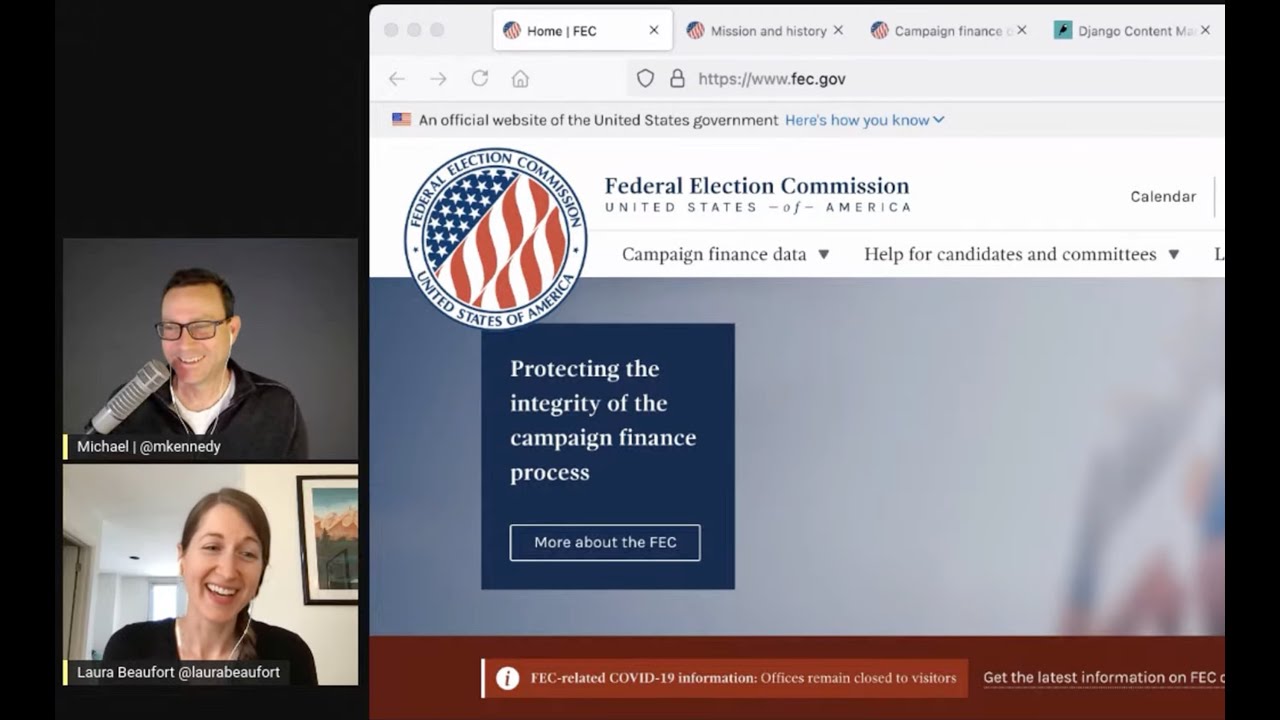 Home | FEC
Mission and history
Campaign finance
Django Content Ma
https://www.fec.gov
An official website of the United States government Here's how you know
FEDERAL ELECTION COMMISSION
UNITED STATES OF AMERICA
Federal Election Commission
UNITED STATES -of- AMERICA
Calendar
Campaign finance data
Help for candidates and committees
L
Protecting the
integrity of the
campaign finance
process
More about the FEC
FEC-related COVID-19 information: Offices remain closed to visitors
Get the latest information on FEC
Michael | @mkennedy
Laura Beaufort @laurabeaufort